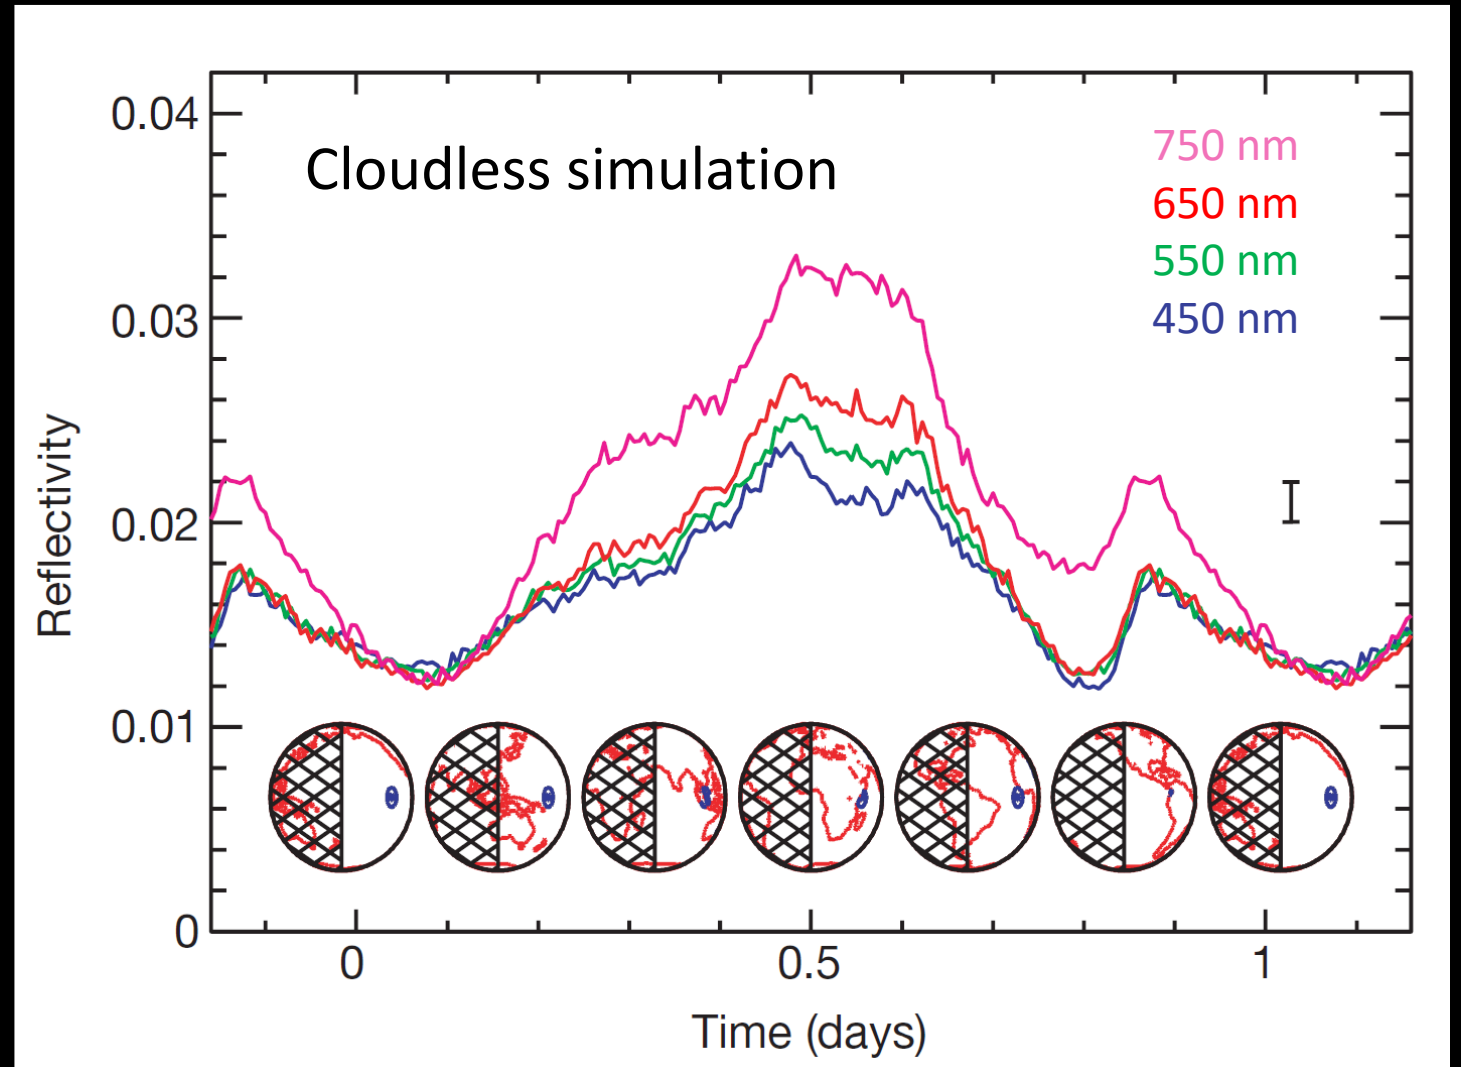 0.04
0.03
0.02
0.01
0
Reflectivity
Cloudless simulation
750 nm
650 nm
550 nm
450 nm
0
0.5
1
Time (days)